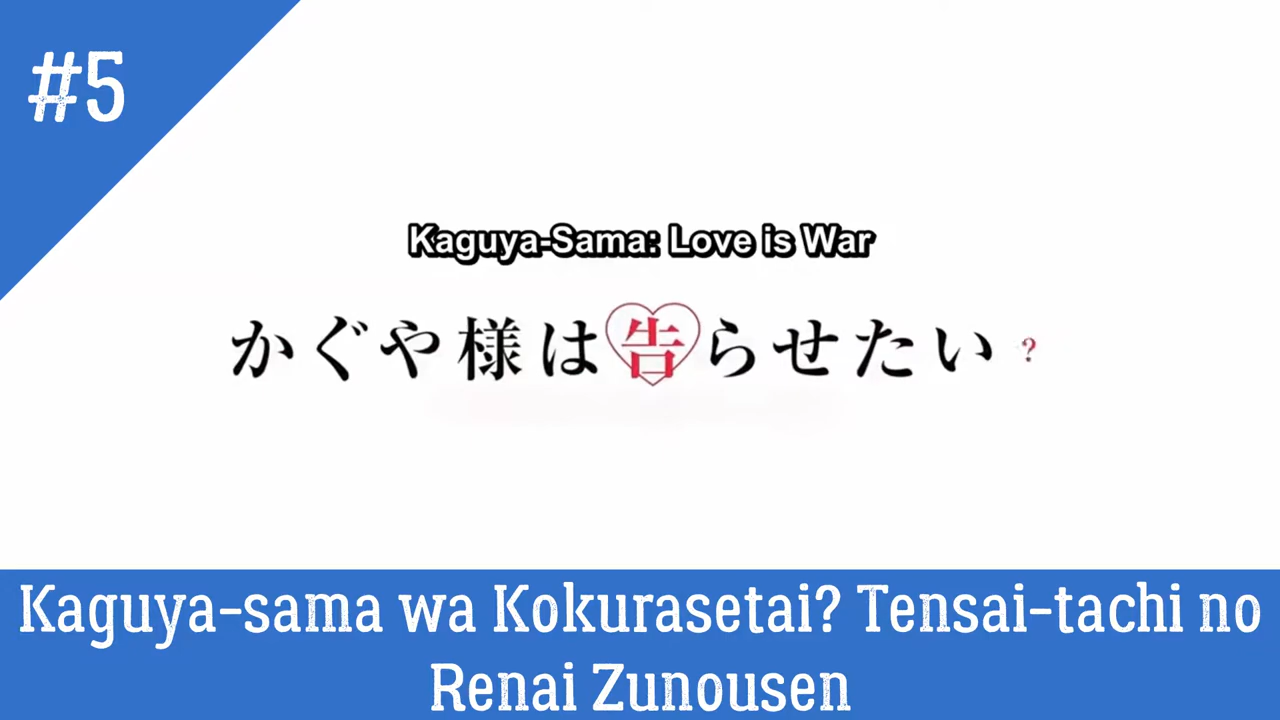 #5
Kaguya-Sama: Love is War
かぐや様は告らせたい?
Kaguya-sama wa Kokurasetai? Tensai-tachi no
Renai Zunousen